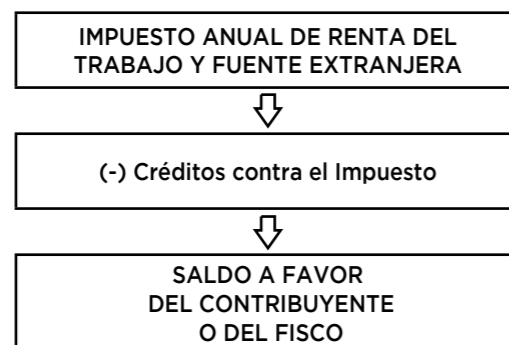 IMPUESTO ANUAL DE RENTA DEL
TRABAJO Y FUENTE EXTRANJERA
(-) Créditos contra el Impuesto
SALDO A FAVOR
DEL CONTRIBUYENTE
O DEL FISCO